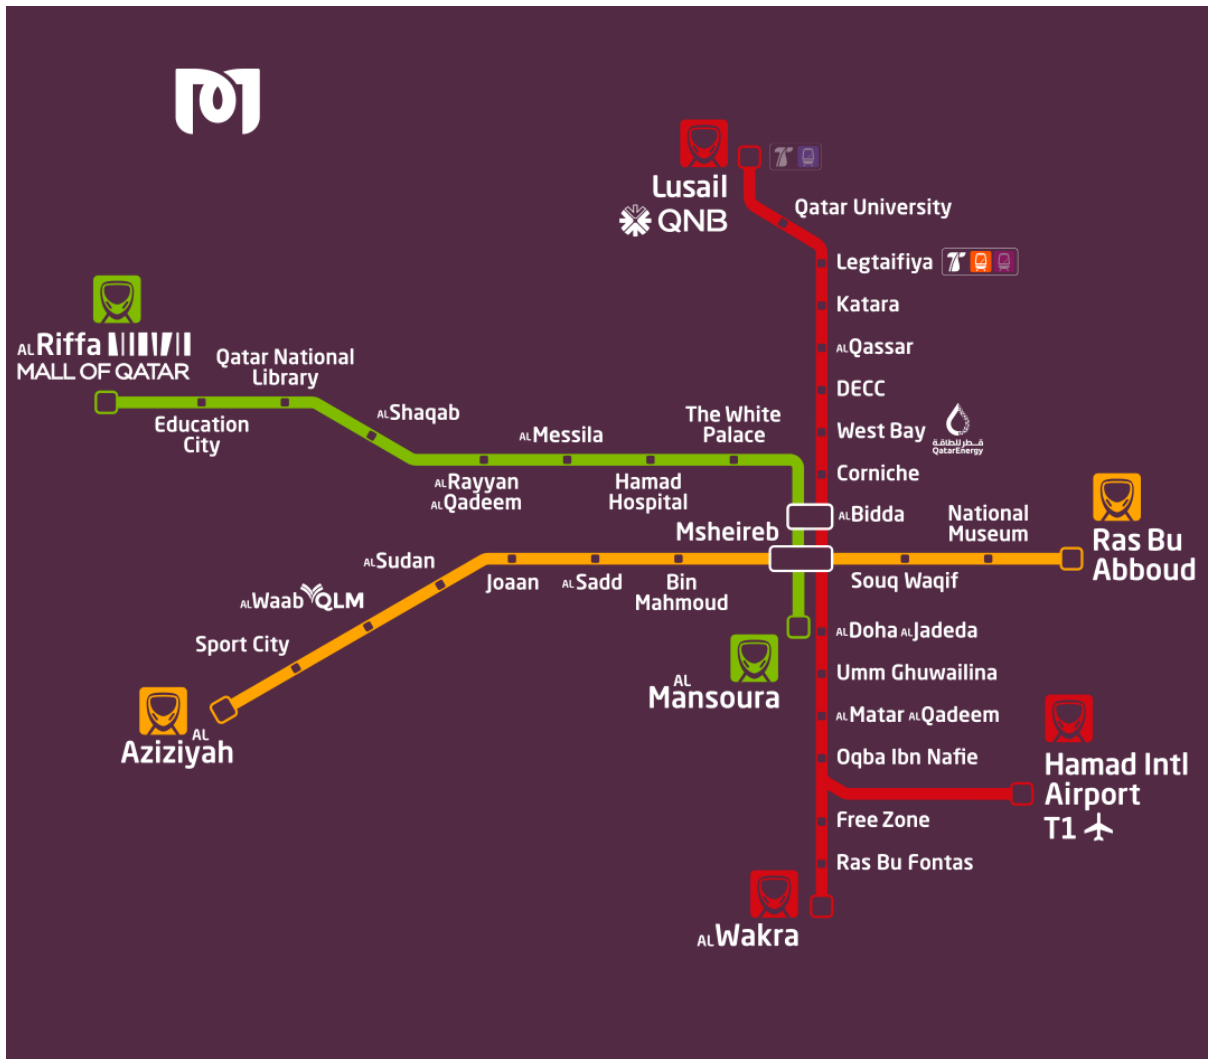 Lusail
QNB
Qatar University
Legtaifiya
Katara
AL Qassar
DECC
West Bay
قطر للطاقة
QatarEnergy
Corniche
AL Bidda
AL Riffa
MALL OF QATAR
Qatar National
Library
Education
City
AL Shaqab
AL Rayyan
AL Qadeem
AL Messila
Hamad
Hospital
The White
Palace
Msheireb
National
Museum
Ras Bu
Abboud
Souq Waqif
AL Sudan
Joaan
AL Sadd
Bin
Mahmoud
AL Waab QLM
Sport City
AL
Aziziyah
AL
Mansoura
AL Doha AL Jadeda
Umm Ghuwailina
AL Matar AL Qadeem
Oqba Ibn Nafie
Hamad Intl
Airport
T1
Free Zone
Ras Bu Fontas
AL Wakra